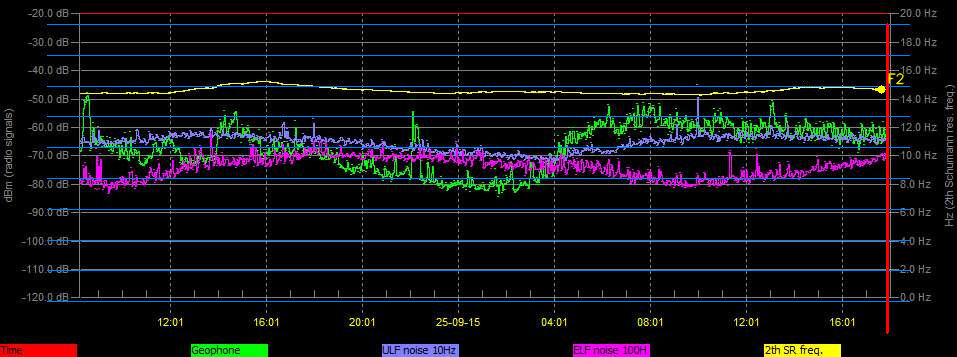 -20.0 dB 20.0 Hz
-30.0 dB 18.0 Hz
-40.0 dB 16.0 Hz
F2
-50.0 dB 14.0 Hz
-60.0 dB 12.0 Hz
-70.0 dB 10.0 Hz
-80.0 dB 8.0 Hz
-90.0 dB 6.0 Hz
-100.0 dB 4.0 Hz
-110.0 dB 2.0 Hz
-120.0 dB 0.0 Hz
dBm (radio signals)
Hz (2th Schumann res. freq.)
12:01 16:01 20:01 25-09-15 04:01 08:01 12:01 16:01
Time Geophone ULF noise 10Hz ELF noise 100H 2th SR freq.